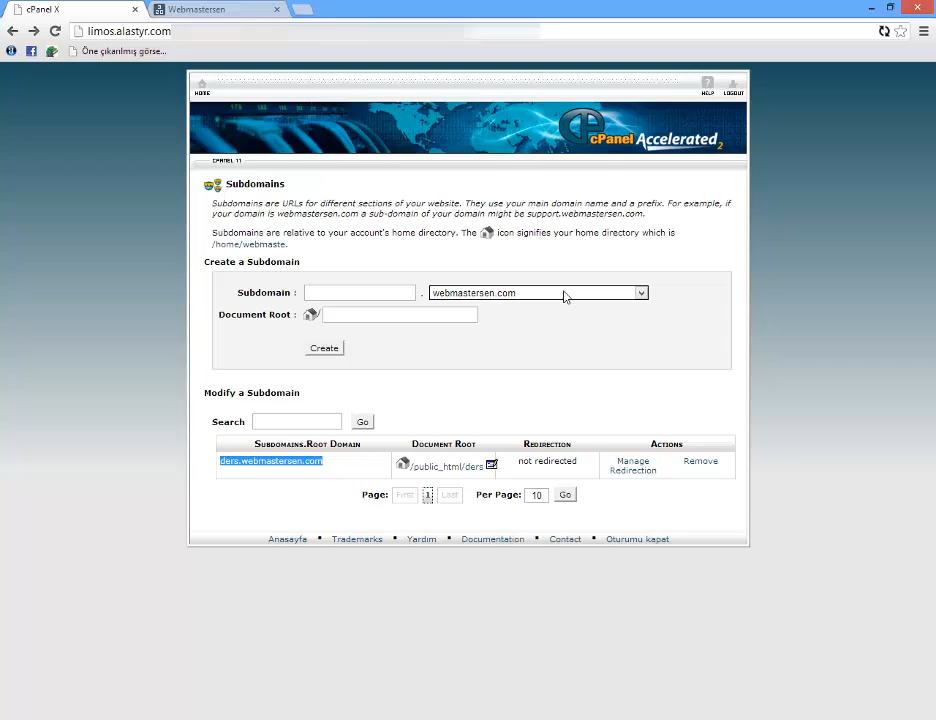 cPanel X
Webmastersen
limos.alastyr.com
Öne çıkarılmış görse...
HOME
HELP
LOGOUT
cPanel Accelerated2
CPANEL 11
Subdomains
Subdomains are URLs for different sections of your website. They use your main domain name and a prefix. For example, if
your domain is webmastersen.com a sub-domain of your domain might be support.webmastersen.com.
Subdomains are relative to your account's home directory. The icon signifies your home directory which is
/home/webmaste.
Create a Subdomain
Subdomain : . webmastersen.com
Document Root : /
Create
Modify a Subdomain
Search Go
SUBDOMAINS.ROOT DOMAIN DOCUMENT ROOT REDIRECTION ACTIONS
ders.webmastersen.com /public_html/ders not redirected Manage Redirection Remove
Page: First 1 Last Per Page: 10 Go
Anasayfa Trademarks Yardım Documentation Contact Oturumu kapat